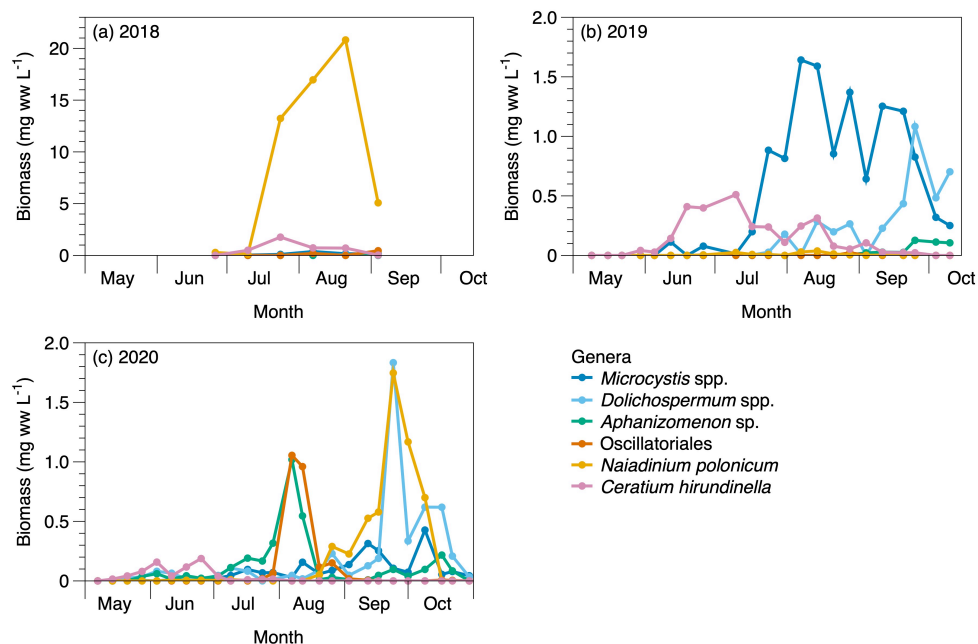 (a) 2018
20
15
10
5
0
Biomass (mg ww L⁻¹)
May Jun Jul Aug Sep Oct
Month
(b) 2019
2.0
1.5
1.0
0.5
0
Biomass (mg ww L⁻¹)
May Jun Jul Aug Sep Oct
Month
(c) 2020
2.0
1.5
1.0
0.5
0
Biomass (mg ww L⁻¹)
May Jun Jul Aug Sep Oct
Month
Genera
Microcystis spp.
Dolichospermum spp.
Aphanizomenon sp.
Oscillatoriales
Naiadinium polonicum
Ceratium hirundinella